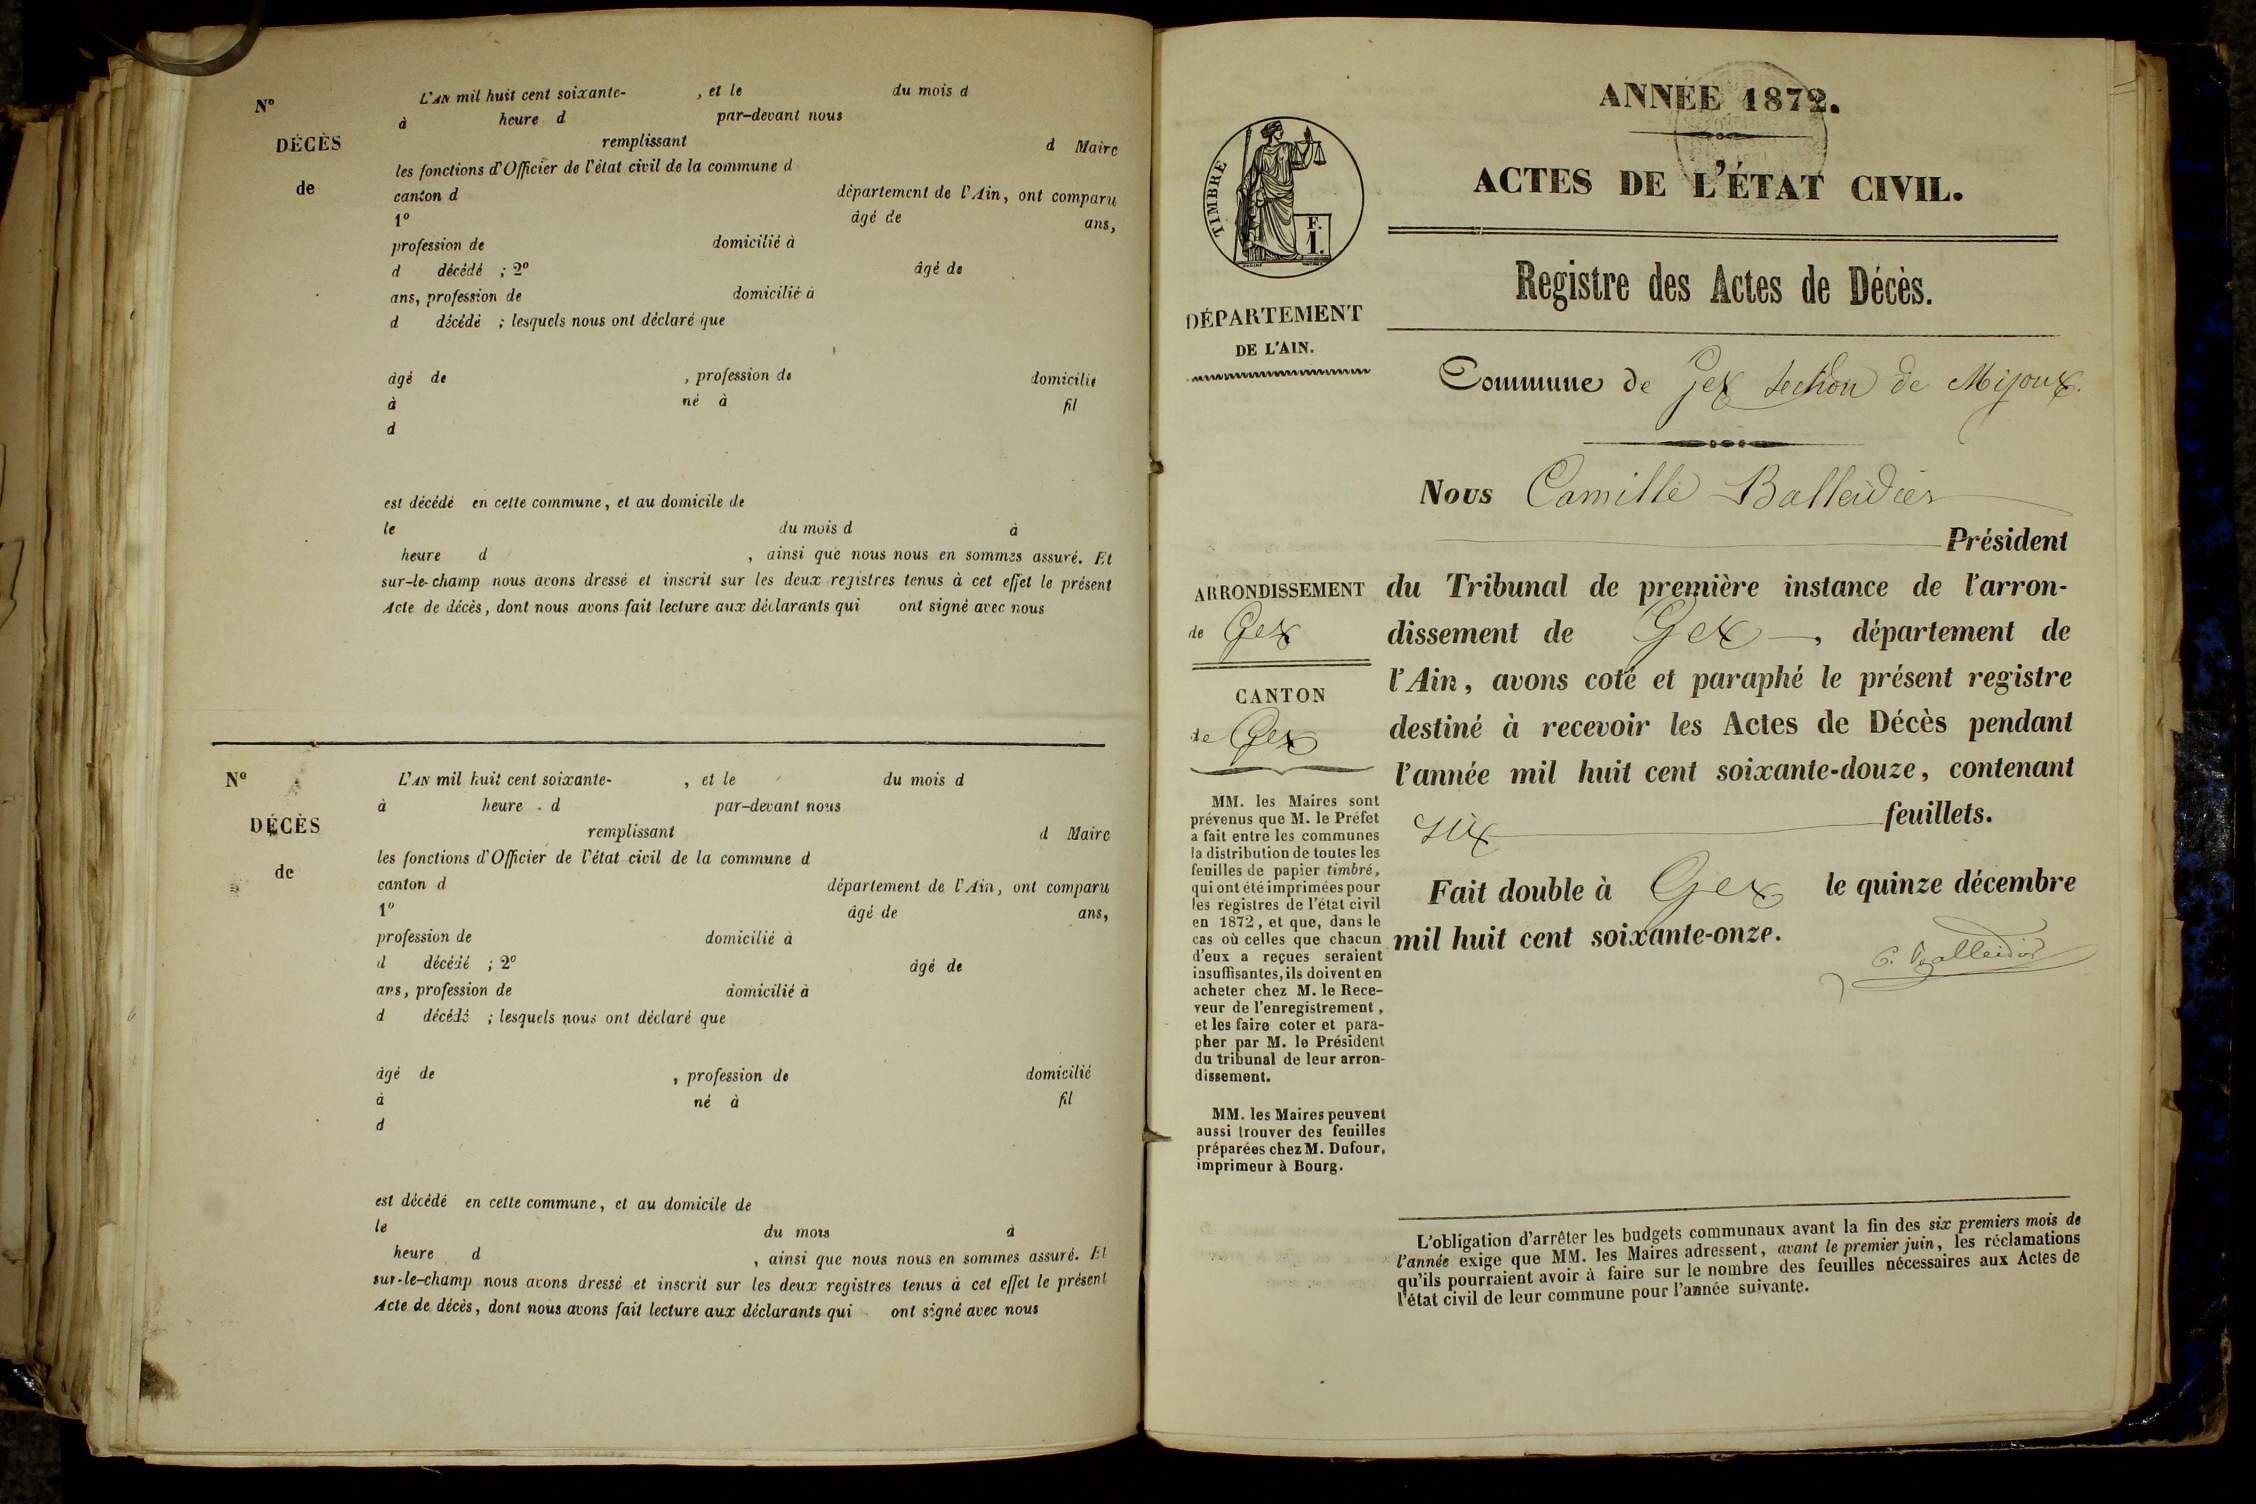 N°
DÉCÈS
de
L'AN mil huit cent soixante- , et le du mois d
à heure d par-devant nous
remplissant d Maire
les fonctions d'Officier de l'état civil de la commune d
canton d département de l'Ain, ont comparu
1° âgé de ans,
profession de domicilié à
d décédé ; 2° âgé de
ans, profession de domicilié à
d décédé ; lesquels nous ont déclaré que
âgé de , profession de domicilié
à né à fil
d
est décédé en cette commune, et au domicile de
le du mois d à
heure d , ainsi que nous nous en sommes assuré. Et
sur-le-champ nous avons dressé et inscrit sur les deux registres tenus à cet effet le présent
Acte de décès, dont nous avons fait lecture aux déclarants qui ont signé avec nous
N°
DÉCÈS
de
L'AN mil huit cent soixante- , et le du mois d
à heure d par-devant nous
remplissant d Maire
les fonctions d'Officier de l'état civil de la commune d
canton d département de l'Ain, ont comparu
1° âgé de ans,
profession de domicilié à
d décédé ; 2° âgé de
ans, profession de domicilié à
d décédé ; lesquels nous ont déclaré que
âgé de , profession de domicilié
à né à fil
d
est décédé en cette commune, et au domicile de
le du mois à
heure d , ainsi que nous nous en sommes assuré. Et
sur-le-champ nous avons dressé et inscrit sur les deux registres tenus à cet effet le présent
Acte de décès, dont nous avons fait lecture aux déclarants qui ont signé avec nous
TIMBRE
F.
1.
DÉPARTEMENT
DE L'AIN.
ARRONDISSEMENT
de Gex
CANTON
de Gex
MM. les Maires sont
prévenus que M. le Préfet
a fait entre les communes
la distribution de toutes les
feuilles de papier timbré,
qui ont été imprimées pour
les registres de l'état civil
en 1872, et que, dans le
cas où celles que chacun
d'eux a reçues seraient
insuffisantes, ils doivent en
acheter chez M. le Rece-
veur de l'enregistrement,
et les faire coter et para-
pher par M. le Président
du tribunal de leur arron-
dissement.
MM. les Maires peuvent
aussi trouver des feuilles
préparées chez M. Dufour,
imprimeur à Bourg.
ANNÉE 1872.
ACTES DE L'ÉTAT CIVIL.
Registre des Actes de Décès.
Commune de Gex section de Mijoux.
Nous Camille Balleidier
Président
du Tribunal de première instance de l'arron-
dissement de Gex, département de
l'Ain, avons coté et paraphé le présent registre
destiné à recevoir les Actes de Décès pendant
l'année mil huit cent soixante-douze, contenant
six feuillets.
Fait double à Gex le quinze décembre
mil huit cent soixante-onze.
C. Balleidier
L'obligation d'arrêter les budgets communaux avant la fin des six premiers mois de
l'année exige que MM. les Maires adressent, avant le premier juin, les réclamations
qu'ils pourraient avoir à faire sur le nombre des feuilles nécessaires aux Actes de
l'état civil de leur commune pour l'année suivante.